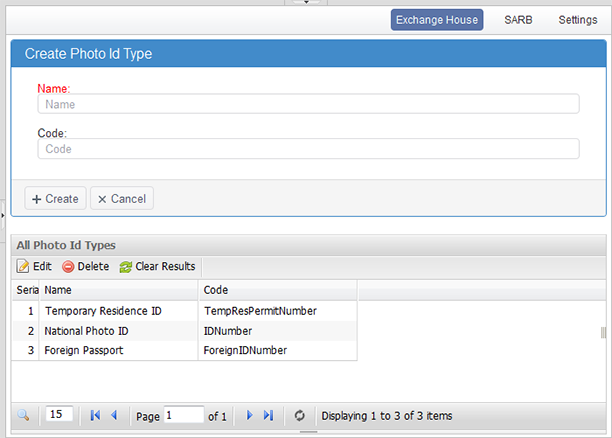 Exchange House SARB Settings
Create Photo Id Type
Name:
Name
Code:
Code
+ Create × Cancel
All Photo Id Types
Edit Delete Clear Results
Seria Name Code
1 Temporary Residence ID TempResPermitNumber
2 National Photo ID IDNumber
3 Foreign Passport ForeignIDNumber
15 Page 1 of 1 Displaying 1 to 3 of 3 items